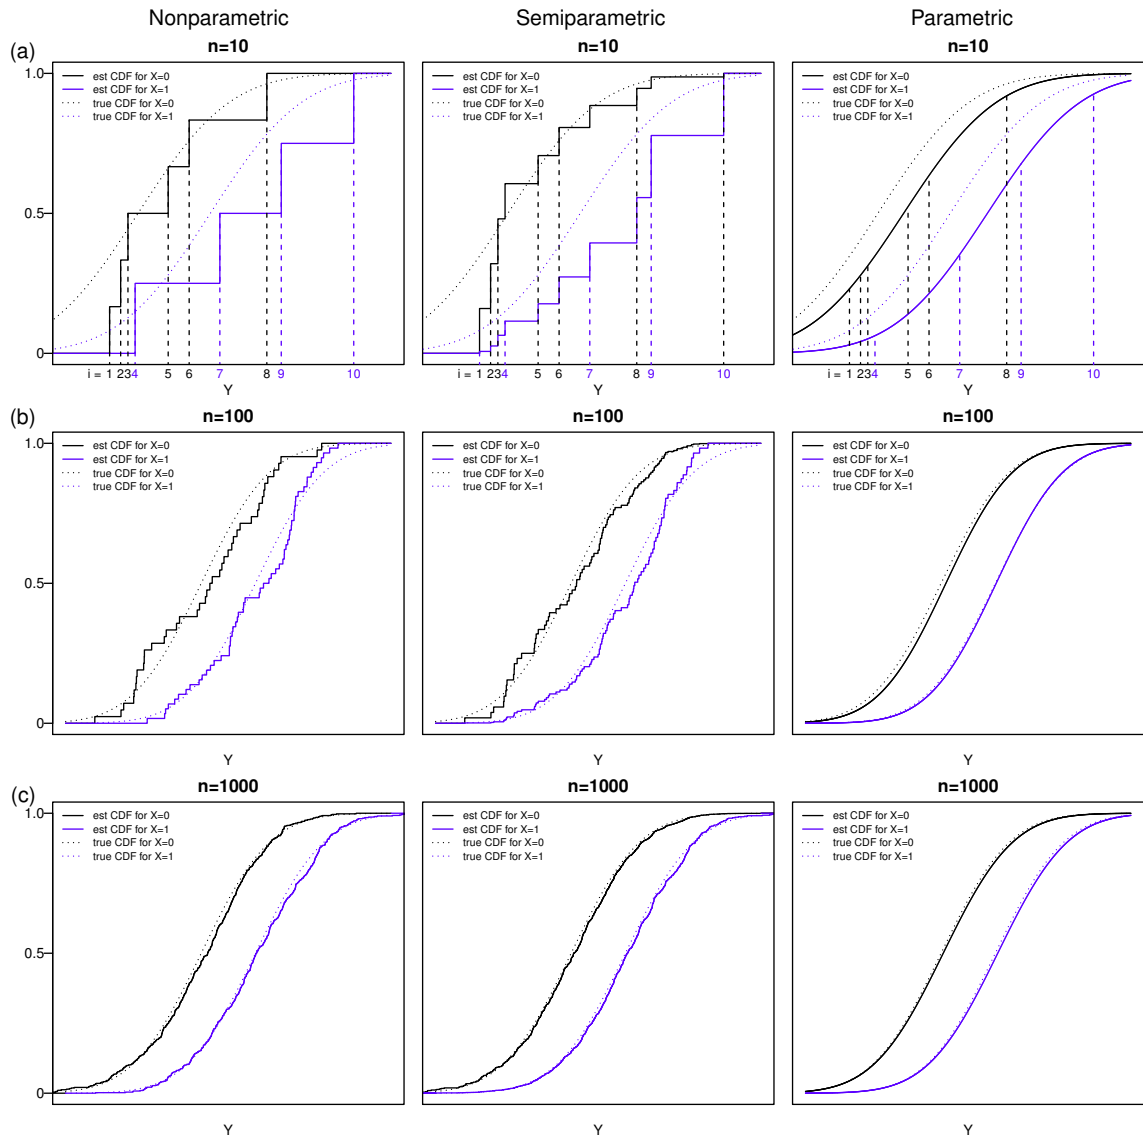 Nonparametric Semiparametric Parametric
(a) n=10 n=10 n=10
1.0 est CDF for X=0 est CDF for X=0 est CDF for X=0
est CDF for X=1 est CDF for X=1 est CDF for X=1
true CDF for X=0 true CDF for X=0 true CDF for X=0
true CDF for X=1 true CDF for X=1 true CDF for X=1
0.5
0
i = 1 2 3 4 5 6 7 8 9 10 i = 1 2 3 4 5 6 7 8 9 10 i = 1 2 3 4 5 6 7 8 9 10
Y Y Y
(b) n=100 n=100 n=100
1.0 est CDF for X=0 est CDF for X=0 est CDF for X=0
est CDF for X=1 est CDF for X=1 est CDF for X=1
true CDF for X=0 true CDF for X=0 true CDF for X=0
true CDF for X=1 true CDF for X=1 true CDF for X=1
0.5
0
Y Y Y
(c) n=1000 n=1000 n=1000
1.0 est CDF for X=0 est CDF for X=0 est CDF for X=0
est CDF for X=1 est CDF for X=1 est CDF for X=1
true CDF for X=0 true CDF for X=0 true CDF for X=0
true CDF for X=1 true CDF for X=1 true CDF for X=1
0.5
0
Y Y Y